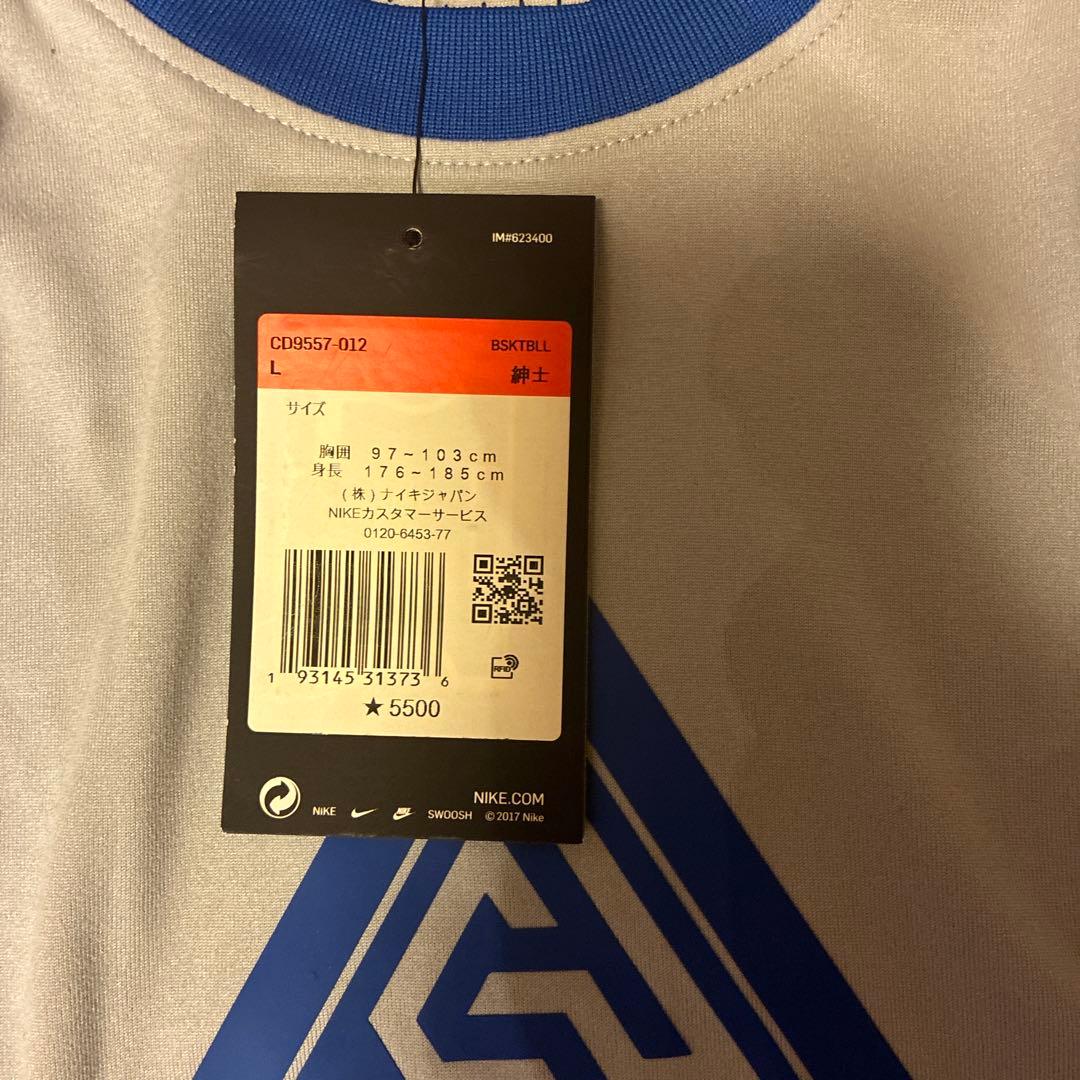 IM#623400
CD9557-012 BSKTBLL
L 紳士
サイズ
胸囲 97~103cm
身長 176~185cm
(株)ナイキジャパン
NIKEカスタマーサービス
0120-6453-77
RFID
1 93145 31373 6
★5500
NIKE.COM
NIKE NIKE SWOOSH © 2017 Nike